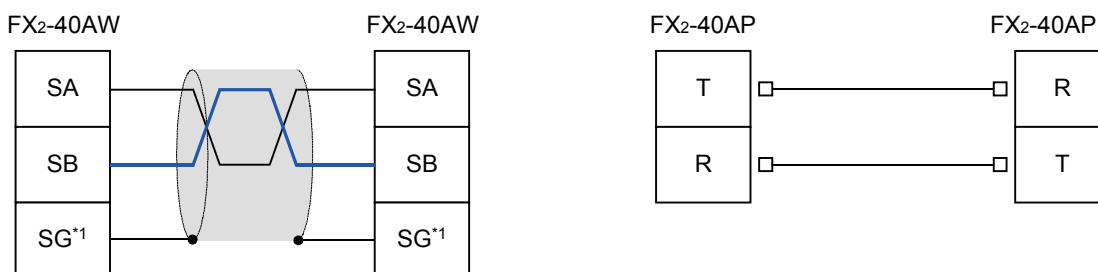 FX2-40AW FX2-40AW FX2-40AP FX2-40AP
SA SA T R
SB SB R T
SG*1 SG*1